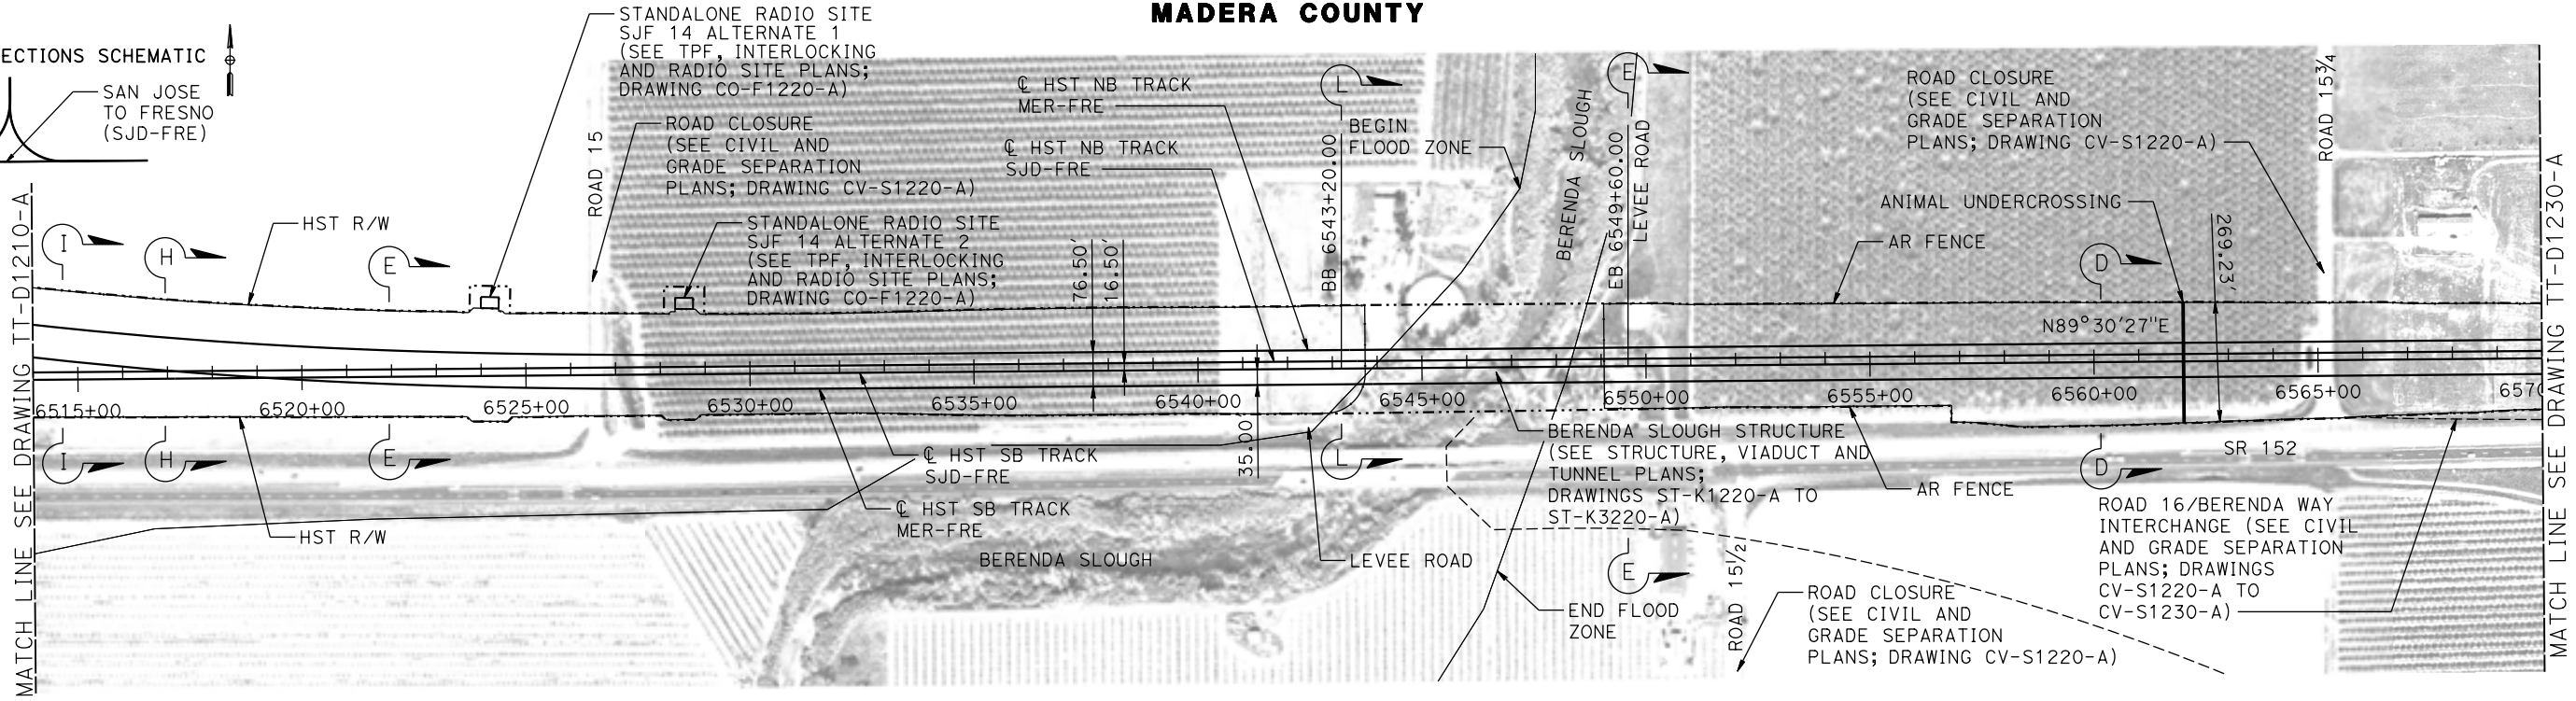 MADERA COUNTY
ECTIONS SCHEMATIC
SAN JOSE
TO FRESNO
(SJD-FRE)
STANDALONE RADIO SITE
SJF 14 ALTERNATE 1
(SEE TPF, INTERLOCKING
AND RADIO SITE PLANS;
DRAWING CO-F1220-A)
ROAD CLOSURE
(SEE CIVIL AND
GRADE SEPARATION
PLANS; DRAWING CV-S1220-A)
STANDALONE RADIO SITE
SJF 14 ALTERNATE 2
(SEE TPF, INTERLOCKING
AND RADIO SITE PLANS;
DRAWING CO-F1220-A)
ROAD 15
℄ HST NB TRACK
MER-FRE
℄ HST NB TRACK
SJD-FRE
76.50'
16.50'
L
BB 6543+20.00
BEGIN
FLOOD ZONE
BERENDA SLOUGH
E
EB 6549+60.00
LEVEE ROAD
ROAD CLOSURE
(SEE CIVIL AND
GRADE SEPARATION
PLANS; DRAWING CV-S1220-A)
ROAD 15¾
ANIMAL UNDERCROSSING
AR FENCE
D
269.23'
N89°30'27"E
MATCH LINE SEE DRAWING TT-D1210-A
I
H
E
HST R/W
6515+00
6520+00
6525+00
6530+00
6535+00
6540+00
6545+00
6550+00
6555+00
6560+00
6565+00
6570
MATCH LINE SEE DRAWING TT-D1230-A
I
H
E
HST R/W
℄ HST SB TRACK
SJD-FRE
℄ HST SB TRACK
MER-FRE
35.00'
L
LEVEE ROAD
BERENDA SLOUGH
BERENDA SLOUGH STRUCTURE
(SEE STRUCTURE, VIADUCT AND
TUNNEL PLANS;
DRAWINGS ST-K1220-A TO
ST-K3220-A)
E
END FLOOD
ZONE
ROAD 15½
ROAD CLOSURE
(SEE CIVIL AND
GRADE SEPARATION
PLANS; DRAWING CV-S1220-A)
AR FENCE
D
SR 152
ROAD 16/BERENDA WAY
INTERCHANGE (SEE CIVIL
AND GRADE SEPARATION
PLANS; DRAWINGS
CV-S1220-A TO
CV-S1230-A)